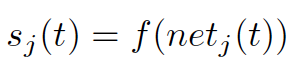 s_j(t) = f(net_j(t))